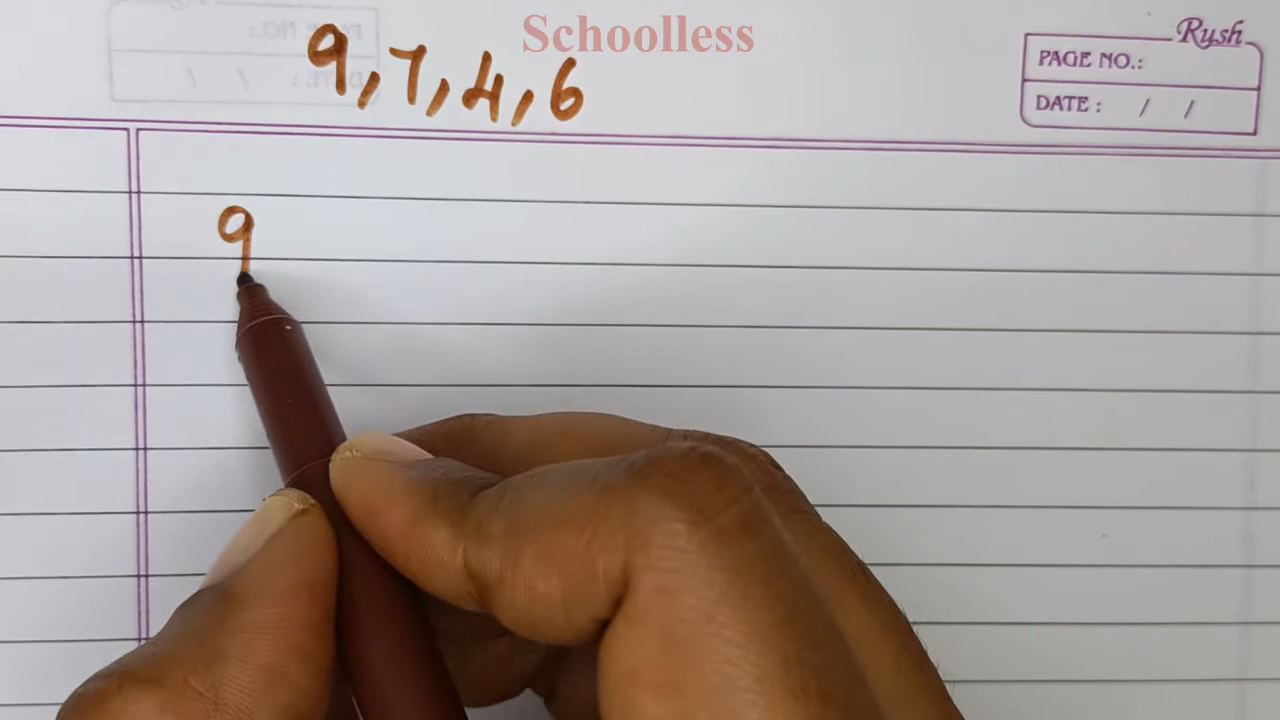 Schoolless
Rush
9, 7, 4, 6
PAGE NO.:
DATE : / /
9